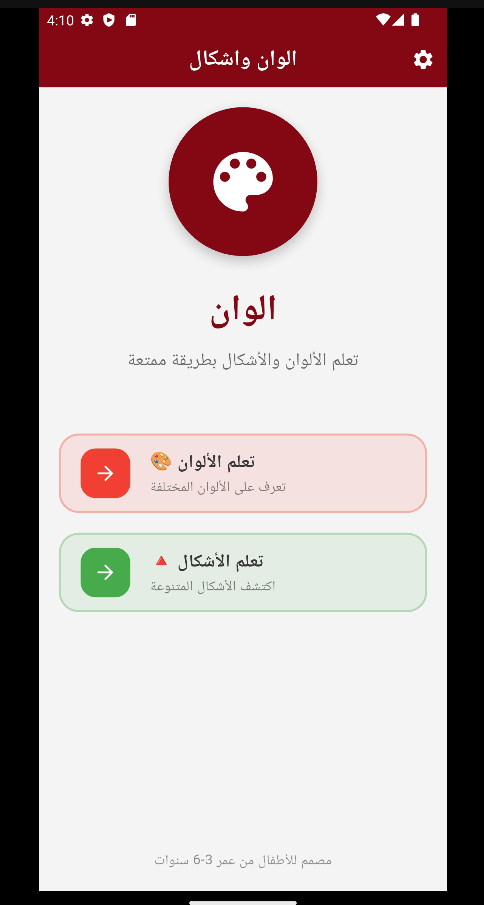 4:10
الوان واشكال
الوان
تعلم الألوان والأشكال بطريقة ممتعة
تعلم الألوان 🎨
تعرف على الألوان المختلفة
تعلم الأشكال 🔺
اكتشف الأشكال المتنوعة
مصمم للأطفال من عمر 3-6 سنوات